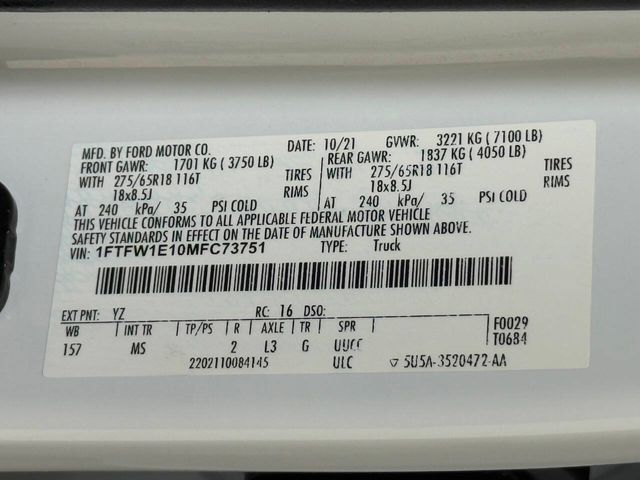 MFD. BY FORD MOTOR CO. DATE: 10/21 GVWR: 3221 KG ( 7100 LB)
FRONT GAWR: 1701 KG ( 3750 LB) REAR GAWR: 1837 KG ( 4050 LB)
WITH 275/65R18 116T TIRES WITH 275/65R18 116T TIRES
18x8.5J RIMS 18x8.5J RIMS
AT 240 kPa/ 35 PSI COLD AT 240 kPa/ 35 PSI COLD
THIS VEHICLE CONFORMS TO ALL APPLICABLE FEDERAL MOTOR VEHICLE
SAFETY STANDARDS IN EFFECT ON THE DATE OF MANUFACTURE SHOWN ABOVE.
VIN: 1FTFW1E10MFC73751 TYPE: Truck
EXT PNT: YZ RC: 16 DSO:
WB INT TR TP/PS R AXLE TR SPR F0029
157 MS 2 L3 G T0684
2202110084145 ULC ▽ 5U5A-3520472-AA